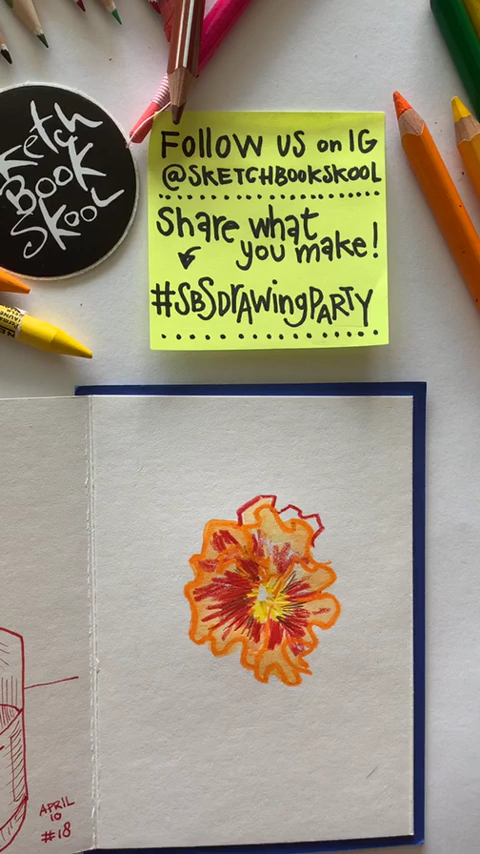 Sketch
Book
Skool
Follow us on IG
@SKETCHBOOKSKOOL
Share what
you make!
#SBSDrawingPARTY
APRIL
10
#18